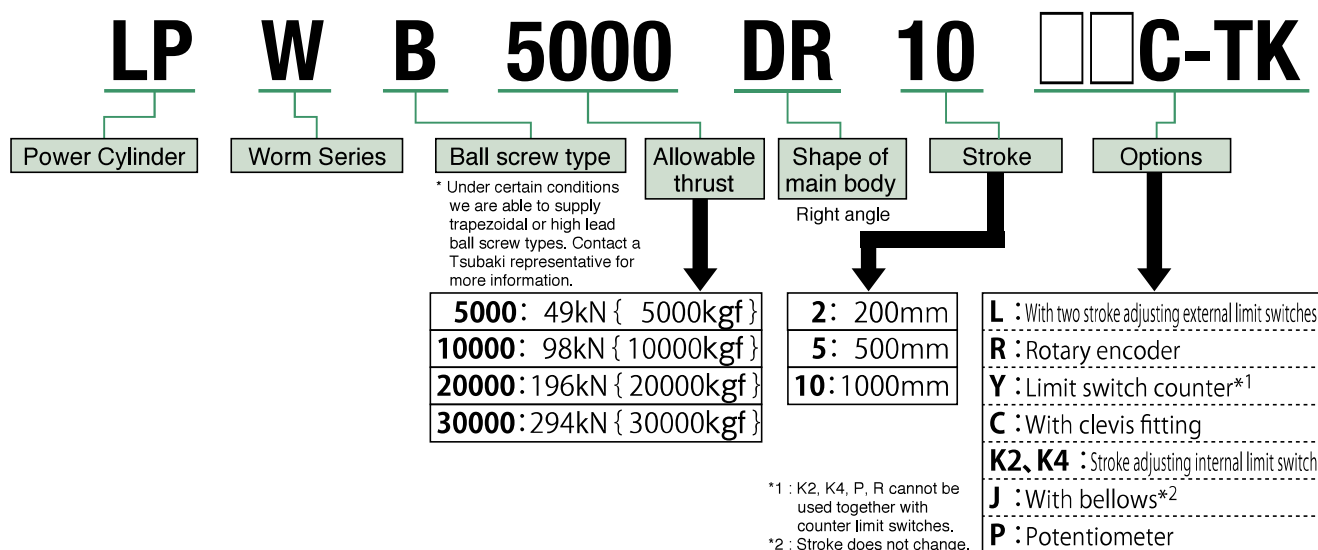 LP W B 5000 DR 10 □□C-TK
Power Cylinder
Worm Series
Ball screw type
* Under certain conditions
we are able to supply
trapezoidal or high lead
ball screw types. Contact a
Tsubaki representative for
more information.
Allowable
thrust
Shape of
main body
Right angle
Stroke
Options
5000: 49kN { 5000kgf }
10000: 98kN { 10000kgf }
20000: 196kN { 20000kgf }
30000: 294kN { 30000kgf }
2: 200mm
5: 500mm
10: 1000mm
L : With two stroke adjusting external limit switches
R : Rotary encoder
Y : Limit switch counter*1
C : With clevis fitting
K2、K4 : Stroke adjusting internal limit switch
J : With bellows*2
P : Potentiometer
*1 : K2, K4, P, R cannot be
used together with
counter limit switches.
*2 : Stroke does not change.